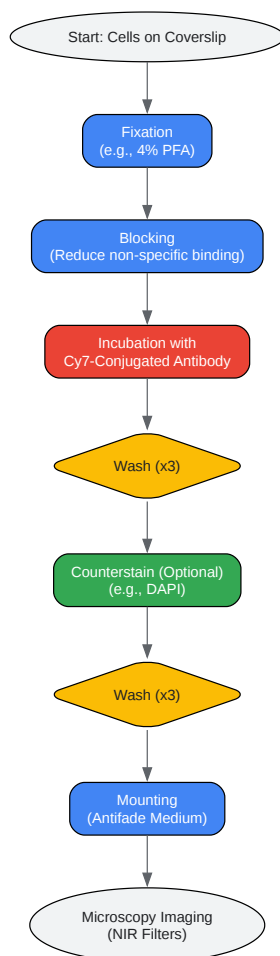 Start: Cells on Coverslip
Fixation
(e.g., 4% PFA)
Blocking
(Reduce non-specific binding)
Incubation with
Cy7-Conjugated Antibody
Wash (x3)
Counterstain (Optional)
(e.g., DAPI)
Wash (x3)
Mounting
(Antifade Medium)
Microscopy Imaging
(NIR Filters)